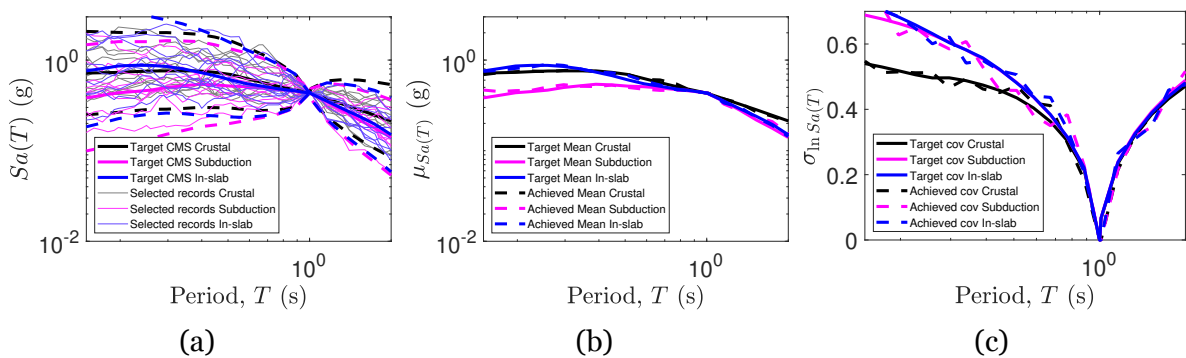 10^0
10^-2
Sa(T) (g)
Target CMS Crustal
Target CMS Subduction
Target CMS In-slab
Selected records Crustal
Selected records Subduction
Selected records In-slab
10^0
Period, T (s)
(a)
10^0
10^-2
μ_Sa(T) (g)
Target Mean Crustal
Target Mean Subduction
Target Mean In-slab
Achieved Mean Crustal
Achieved Mean Subduction
Achieved Mean In-slab
10^0
Period, T (s)
(b)
0.6
0.4
0.2
0
σ_ln Sa(T)
Target cov Crustal
Target cov Subduction
Target cov In-slab
Achieved cov Crustal
Achieved cov Subduction
Achieved cov In-slab
10^0
Period, T (s)
(c)